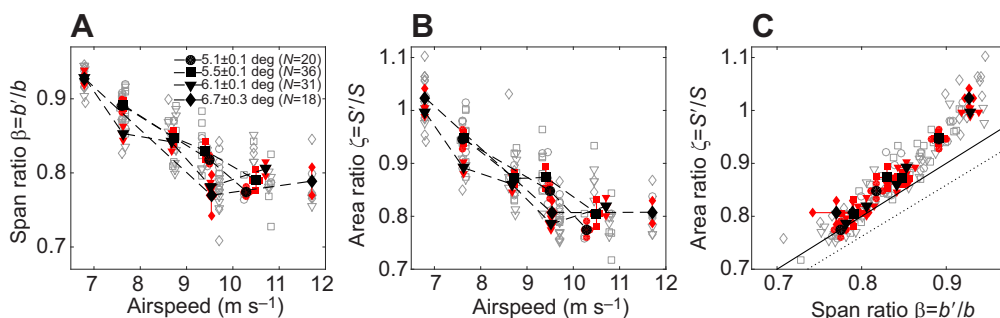 A
Span ratio β=b′/b
0.9
0.8
0.7
5.1±0.1 deg (N=20)
5.5±0.1 deg (N=36)
6.1±0.1 deg (N=31)
6.7±0.3 deg (N=18)
7 8 9 10 11 12
Airspeed (m s–1)
B
Area ratio ζ=S′/S
1.1
1
0.9
0.8
0.7
7 8 9 10 11 12
Airspeed (m s–1)
C
Area ratio ζ=S′/S
1.1
1
0.9
0.8
0.7
0.7 0.8 0.9
Span ratio β=b′/b